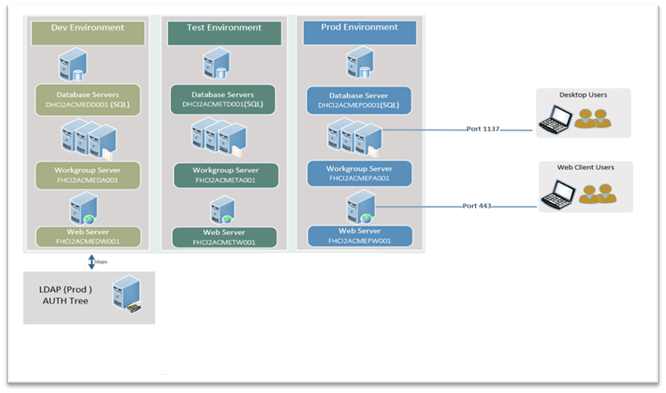 Dev Environment
Test Environment
Prod Environment
Database Servers
DHCI2ACMEDD001 (SQL)
Database Servers
DHCI2ACMETD001(SQL)
Database Server
DHCI2ACMEPD001(SQL)
Desktop Users
Port 1137
Workgroup Server
FHCI2ACMEDA001
Workgroup Server
FHCI2ACMETA001
Workgroup Server
FHCI2ACMEPA001
Web Client Users
Port 443
Web Server
FHCI2ACMEDW001
Web Server
FHCI2ACMETW001
Web Server
FHCI2ACMEPW001
ldaps
LDAP (Prod )
AUTH Tree